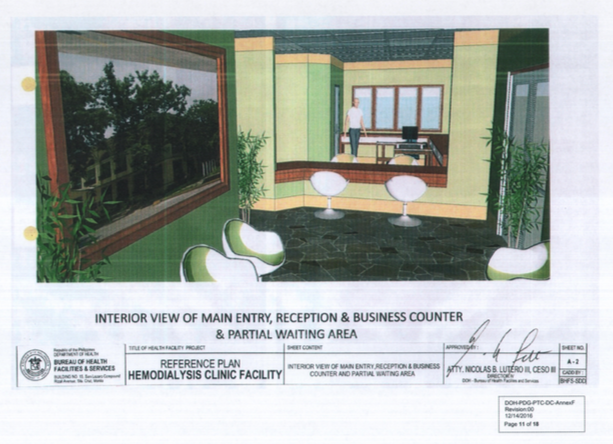 INTERIOR VIEW OF MAIN ENTRY, RECEPTION & BUSINESS COUNTER
& PARTIAL WAITING AREA
Republic of the Philippines
DEPARTMENT OF HEALTH
BUREAU OF HEALTH
FACILITIES & SERVICES
TITLE OF HEALTH FACILITY PROJECT
REFERENCE PLAN
HEMODIALYSIS CLINIC FACILITY
SHEET CONTENT
INTERIOR VIEW OF MAIN ENTRY,RECEPTION & BUSINESS
COUNTER AND PARTIAL WAITING AREA
APPROVED BY:
ATTY. NICOLAS B. LUTERO III, CESO III
DIRECTOR IV
DOH - Bureau of Health Facilities and Services
SHEET NO.
A - 2
CADD BY:
BHFS-SDD
DOH-PDG-PTC-DC-AnnexF
Revision:00
12/14/2016
Page 11 of 18